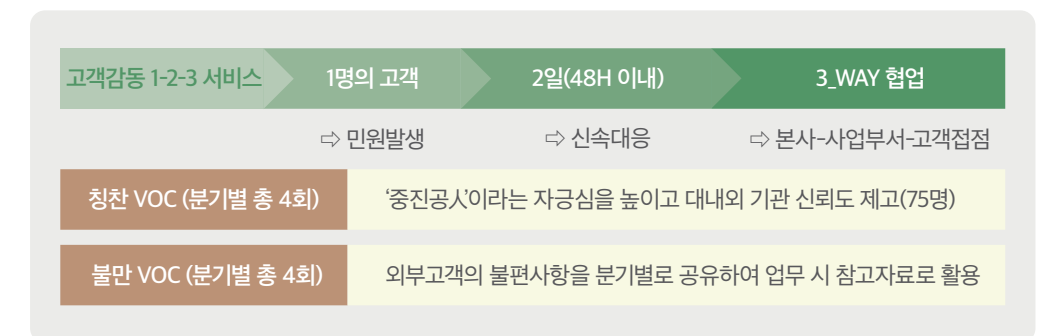 고객감동 1-2-3 서비스 1명의 고객 2일(48H 이내) 3_WAY 협업
⇨ 민원발생 ⇨ 신속대응 ⇨ 본사-사업부서-고객접점
칭찬 VOC (분기별 총 4회) ‘중진공人’이라는 자긍심을 높이고 대내외 기관 신뢰도 제고(75명)
불만 VOC (분기별 총 4회) 외부고객의 불편사항을 분기별로 공유하여 업무 시 참고자료로 활용